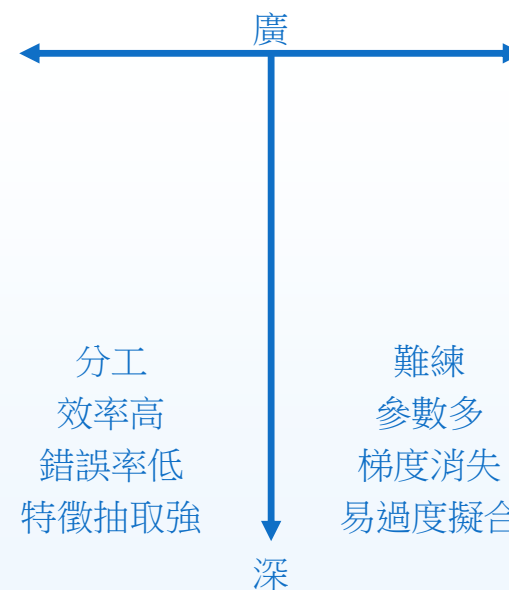 廣
分工
效率高
錯誤率低
特徵抽取強
難練
參數多
梯度消失
易過度擬合
深